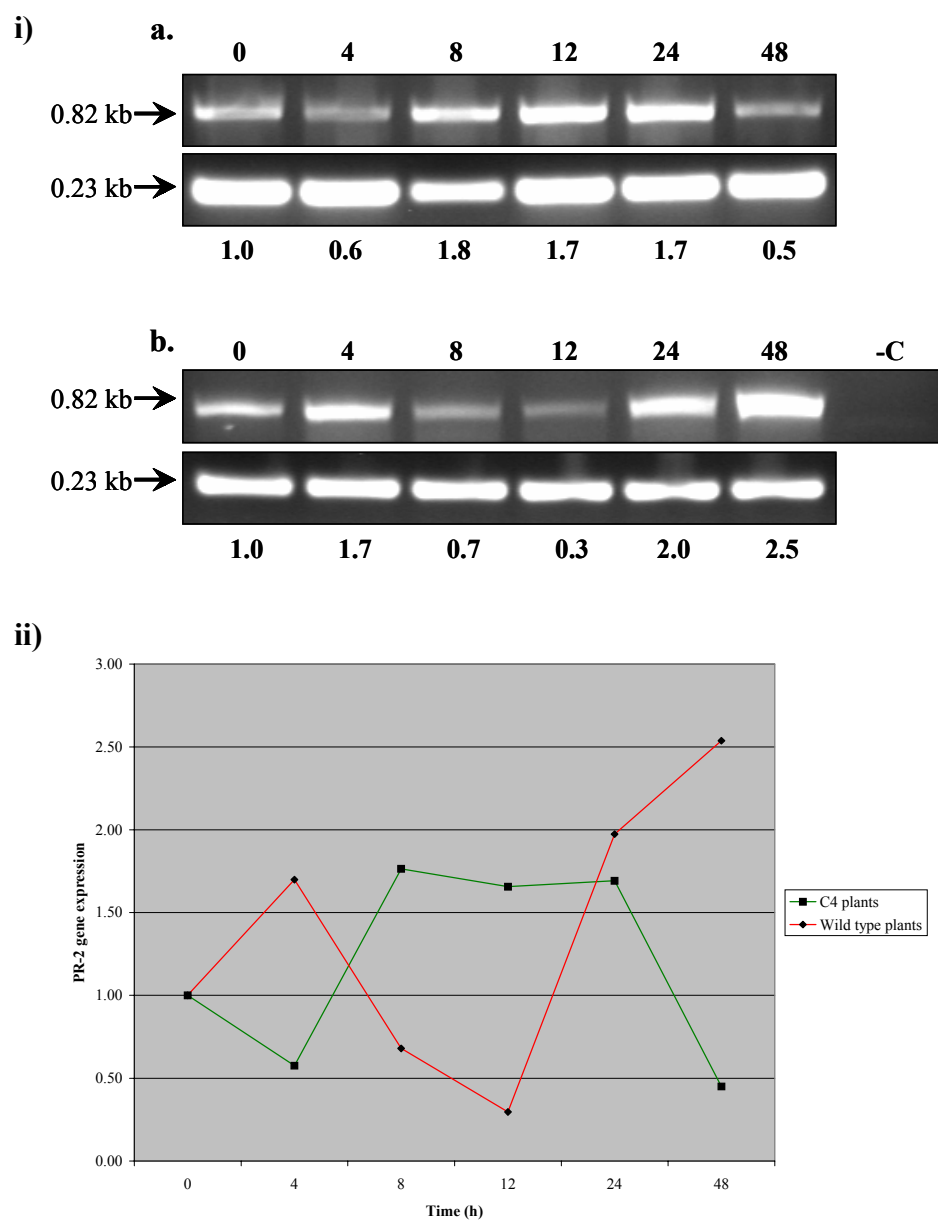 i)
a.
0 4 8 12 24 48
0.82 kb
0.23 kb
1.0 0.6 1.8 1.7 1.7 0.5
b.
0 4 8 12 24 48 -C
0.82 kb
0.23 kb
1.0 1.7 0.7 0.3 2.0 2.5
ii)
3.00
2.50
2.00
1.50
1.00
0.50
0.00
PR-2 gene expression
0 4 8 12 24 48
Time (h)
C4 plants
Wild type plants